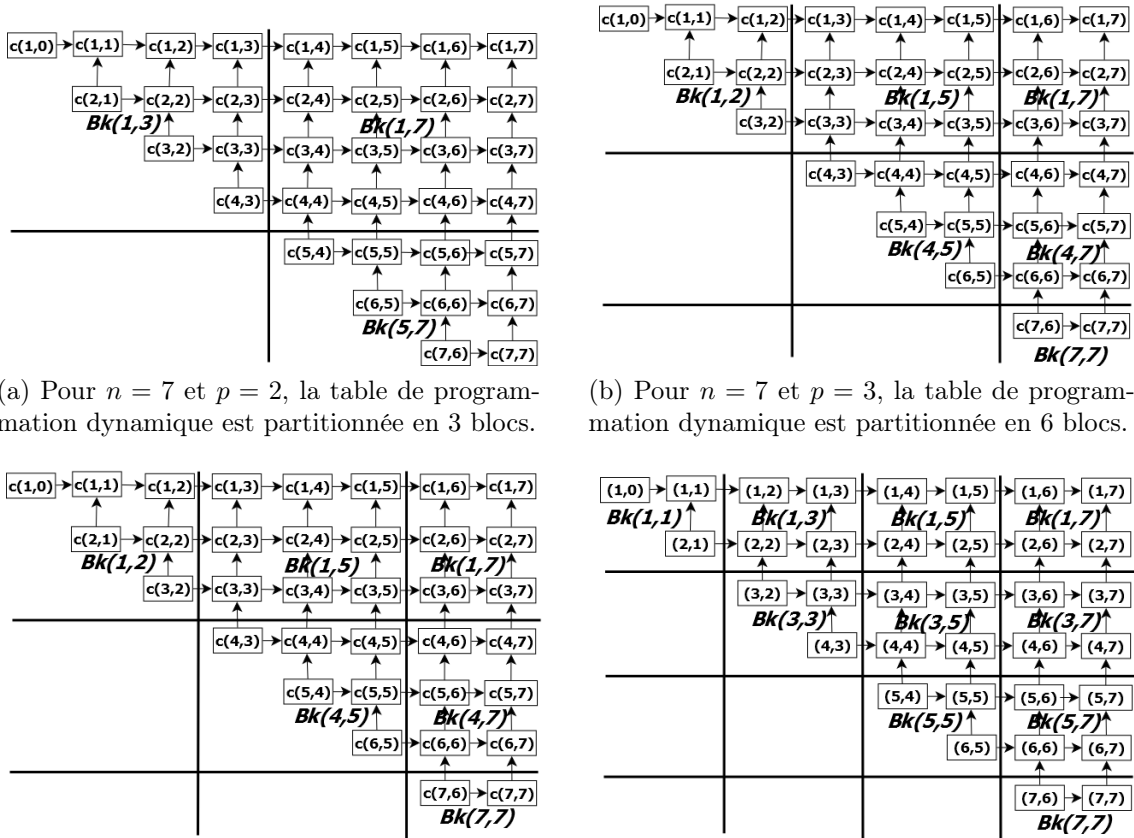 c(1,0) c(1,1) c(1,2) c(1,3) c(1,4) c(1,5) c(1,6) c(1,7)
c(2,1) c(2,2) c(2,3) c(2,4) c(2,5) c(2,6) c(2,7)
Bk(1,3) Bk(1,7)
c(3,2) c(3,3) c(3,4) c(3,5) c(3,6) c(3,7)
c(4,3) c(4,4) c(4,5) c(4,6) c(4,7)
c(5,4) c(5,5) c(5,6) c(5,7)
c(6,5) c(6,6) c(6,7)
Bk(5,7)
c(7,6) c(7,7)
(a) Pour n = 7 et p = 2, la table de program-
mation dynamique est partitionnée en 3 blocs.
c(1,0) c(1,1) c(1,2) c(1,3) c(1,4) c(1,5) c(1,6) c(1,7)
c(2,1) c(2,2) c(2,3) c(2,4) c(2,5) c(2,6) c(2,7)
Bk(1,2) Bk(1,5) Bk(1,7)
c(3,2) c(3,3) c(3,4) c(3,5) c(3,6) c(3,7)
c(4,3) c(4,4) c(4,5) c(4,6) c(4,7)
c(5,4) c(5,5) c(5,6) c(5,7)
Bk(4,5) Bk(4,7)
c(6,5) c(6,6) c(6,7)
c(7,6) c(7,7)
Bk(7,7)
(b) Pour n = 7 et p = 3, la table de program-
mation dynamique est partitionnée en 6 blocs.
c(1,0) c(1,1) c(1,2) c(1,3) c(1,4) c(1,5) c(1,6) c(1,7)
c(2,1) c(2,2) c(2,3) c(2,4) c(2,5) c(2,6) c(2,7)
Bk(1,2) Bk(1,5) Bk(1,7)
c(3,2) c(3,3) c(3,4) c(3,5) c(3,6) c(3,7)
c(4,3) c(4,4) c(4,5) c(4,6) c(4,7)
c(5,4) c(5,5) c(5,6) c(5,7)
Bk(4,5) Bk(4,7)
c(6,5) c(6,6) c(6,7)
c(7,6) c(7,7)
Bk(7,7)
(1,0) (1,1) (1,2) (1,3) (1,4) (1,5) (1,6) (1,7)
Bk(1,1) Bk(1,3) Bk(1,5) Bk(1,7)
(2,1) (2,2) (2,3) (2,4) (2,5) (2,6) (2,7)
(3,2) (3,3) (3,4) (3,5) (3,6) (3,7)
Bk(3,3) Bk(3,5) Bk(3,7)
(4,3) (4,4) (4,5) (4,6) (4,7)
(5,4) (5,5) (5,6) (5,7)
Bk(5,5) Bk(5,7)
(6,5) (6,6) (6,7)
(7,6) (7,7)
Bk(7,7)